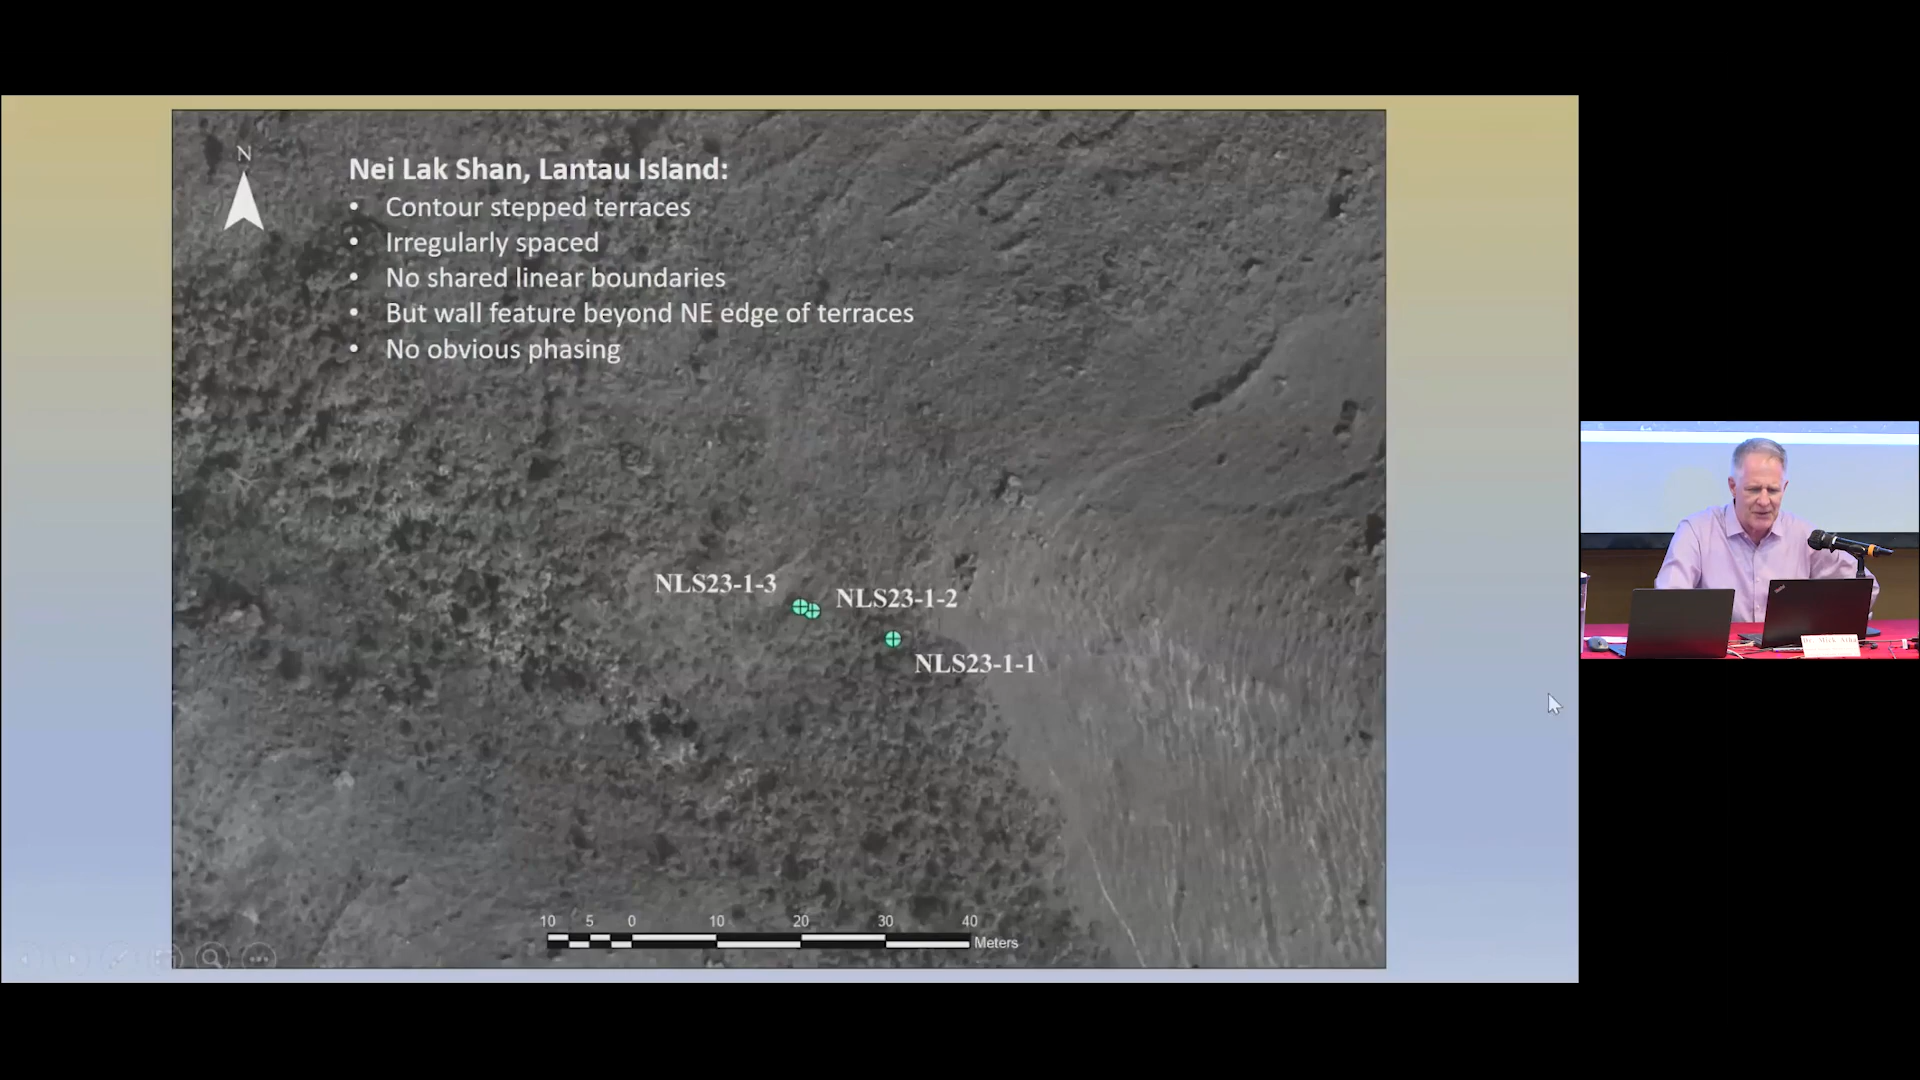 N
Nei Lak Shan, Lantau Island:
• Contour stepped terraces
• Irregularly spaced
• No shared linear boundaries
• But wall feature beyond NE edge of terraces
• No obvious phasing
NLS23-1-3
NLS23-1-2
NLS23-1-1
10 5 0 10 20 30 40
Meters